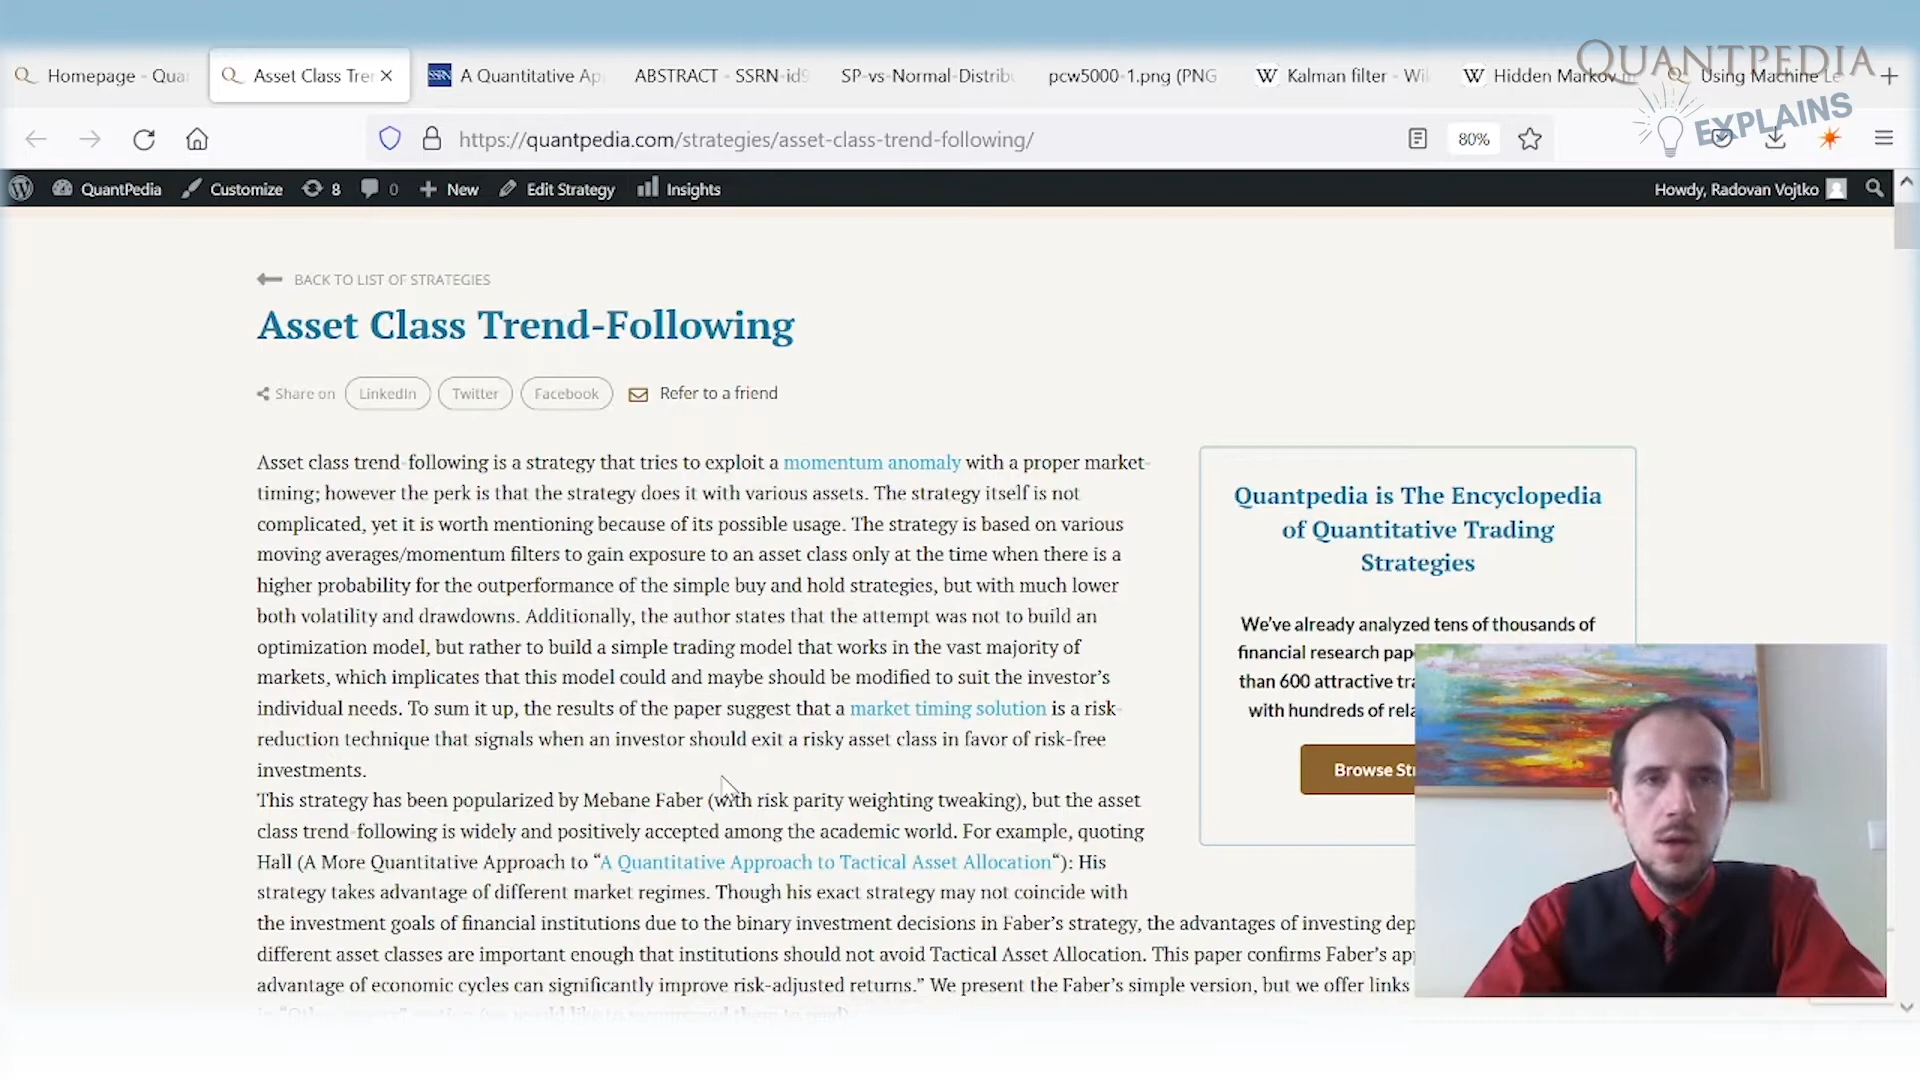 QUANTPEDIA
EXPLAINS
Homepage - Qua
Asset Class Tre
SSRN A Quantitative Ap
ABSTRACT - SSRN-id9
SP-vs-Normal-Distrib
pcw5000-1.png (PNG
W Kalman filter - Wi
W Hidden Markov m
Using Machine Le
https://quantpedia.com/strategies/asset-class-trend-following/
80%
QuantPedia
Customize
8
0
New
Edit Strategy
Insights
Howdy, Radovan Vojtko
BACK TO LIST OF STRATEGIES
Asset Class Trend-Following
Share on
LinkedIn
Twitter
Facebook
Refer to a friend
Asset class trend-following is a strategy that tries to exploit a momentum anomaly with a proper market-
timing; however the perk is that the strategy does it with various assets. The strategy itself is not
complicated, yet it is worth mentioning because of its possible usage. The strategy is based on various
moving averages/momentum filters to gain exposure to an asset class only at the time when there is a
higher probability for the outperformance of the simple buy and hold strategies, but with much lower
both volatility and drawdowns. Additionally, the author states that the attempt was not to build an
optimization model, but rather to build a simple trading model that works in the vast majority of
markets, which implicates that this model could and maybe should be modified to suit the investor's
individual needs. To sum it up, the results of the paper suggest that a market timing solution is a risk-
reduction technique that signals when an investor should exit a risky asset class in favor of risk-free
investments.
This strategy has been popularized by Mebane Faber (with risk parity weighting tweaking), but the asset
class trend-following is widely and positively accepted among the academic world. For example, quoting
Hall (A More Quantitative Approach to “A Quantitative Approach to Tactical Asset Allocation“): His
strategy takes advantage of different market regimes. Though his exact strategy may not coincide with
the investment goals of financial institutions due to the binary investment decisions in Faber's strategy, the advantages of investing dep
different asset classes are important enough that institutions should not avoid Tactical Asset Allocation. This paper confirms Faber's ap
advantage of economic cycles can significantly improve risk-adjusted returns.” We present the Faber's simple version, but we offer links
Quantpedia is The Encyclopedia
of Quantitative Trading
Strategies
We've already analyzed tens of thousands of
financial research pap
than 600 attractive tra
with hundreds of rela
Browse Str